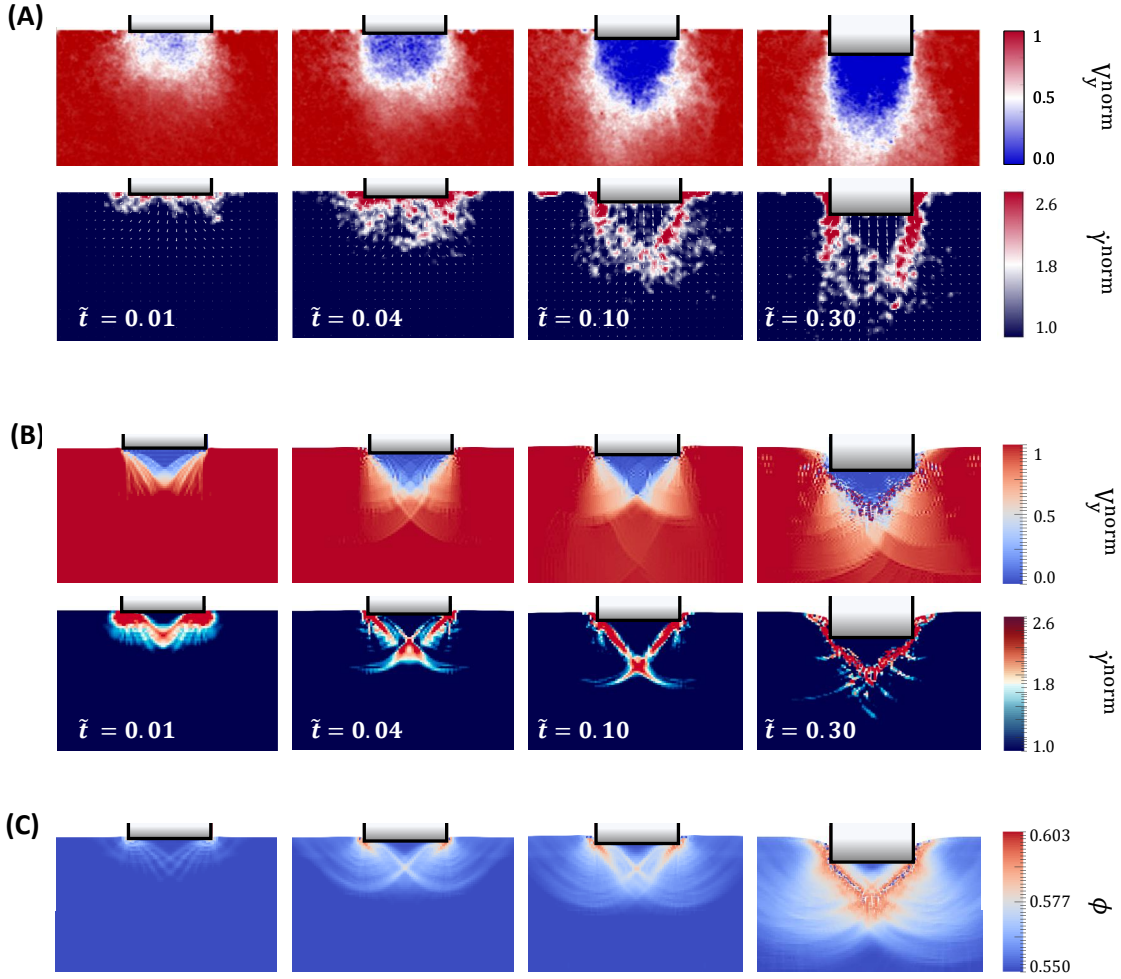 (A)
1
0.5
0.0
V_y^norm
2.6
1.8
1.0
γ̇^norm
t̃ = 0.01
t̃ = 0.04
t̃ = 0.10
t̃ = 0.30
(B)
1
0.5
0.0
V_y^norm
2.6
1.8
1.0
γ̇^norm
t̃ = 0.01
t̃ = 0.04
t̃ = 0.10
t̃ = 0.30
(C)
0.603
0.577
0.550
ϕ